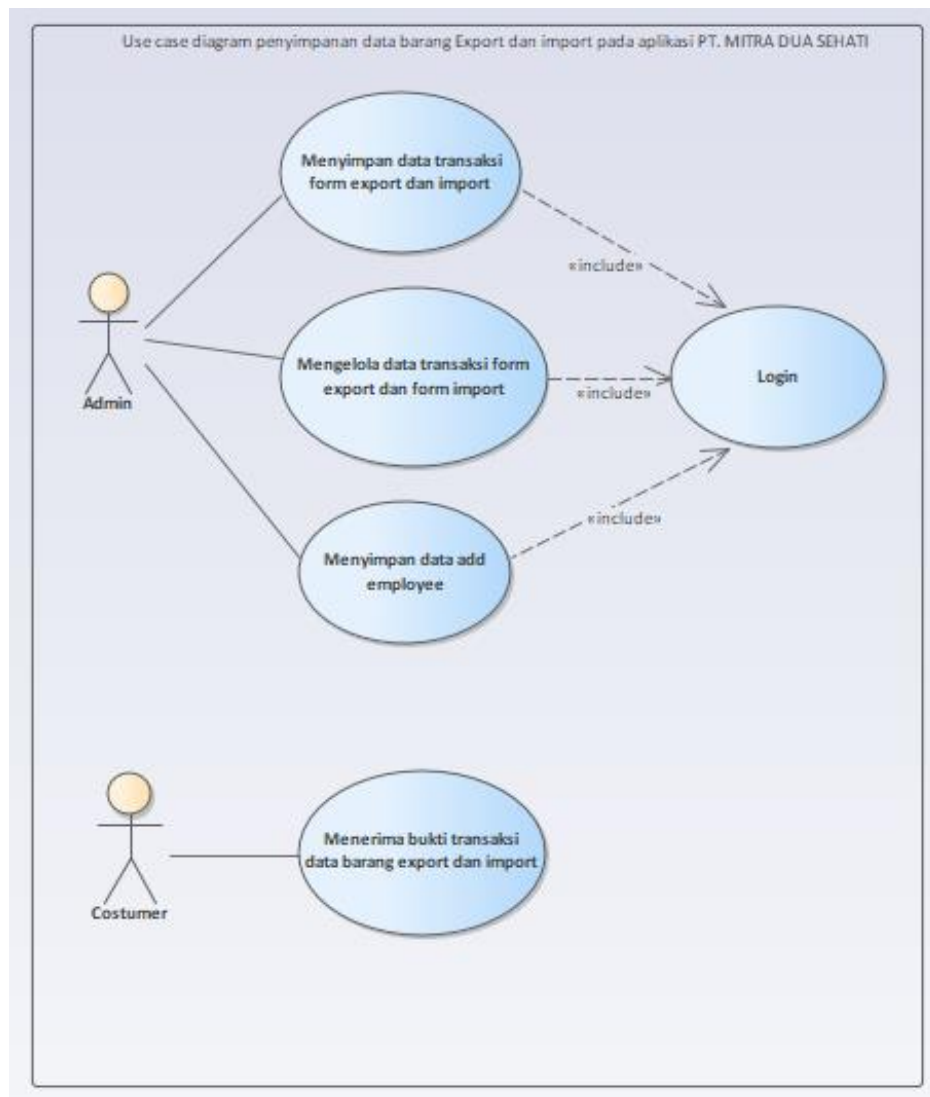 Use case diagram penyimpanan data barang Export dan import pada aplikasi PT. MITRA DUA SEHATI
Menyimpan data transaksi
form export dan import
«include»
Admin
Mengelola data transaksi form
export dan form import
«include»
Login
Menyimpan data add
employee
«include»
Costumer
Menerima bukti transaksi
data barang export dan import